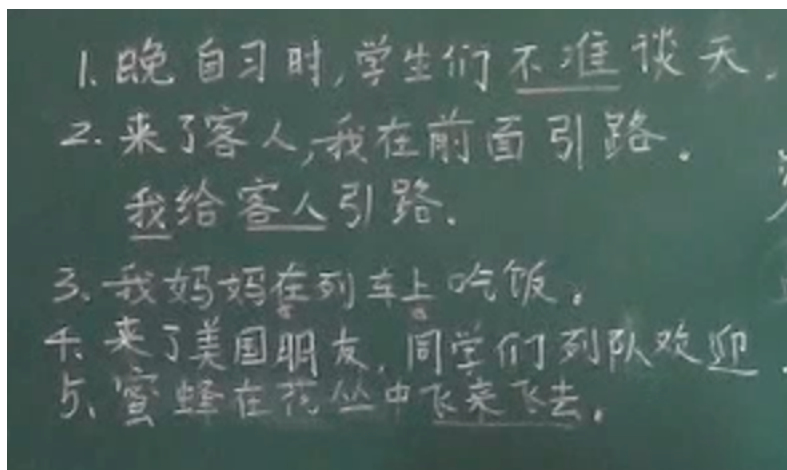 1. 晚自习时,学生们不准谈天.
2. 来了客人,我在前面引路。
我给客人引路.
3、我妈妈在列车上吃饭。
4、来了美国朋友,同学们列队欢迎.
5、蜜蜂在花丛中飞来飞去。